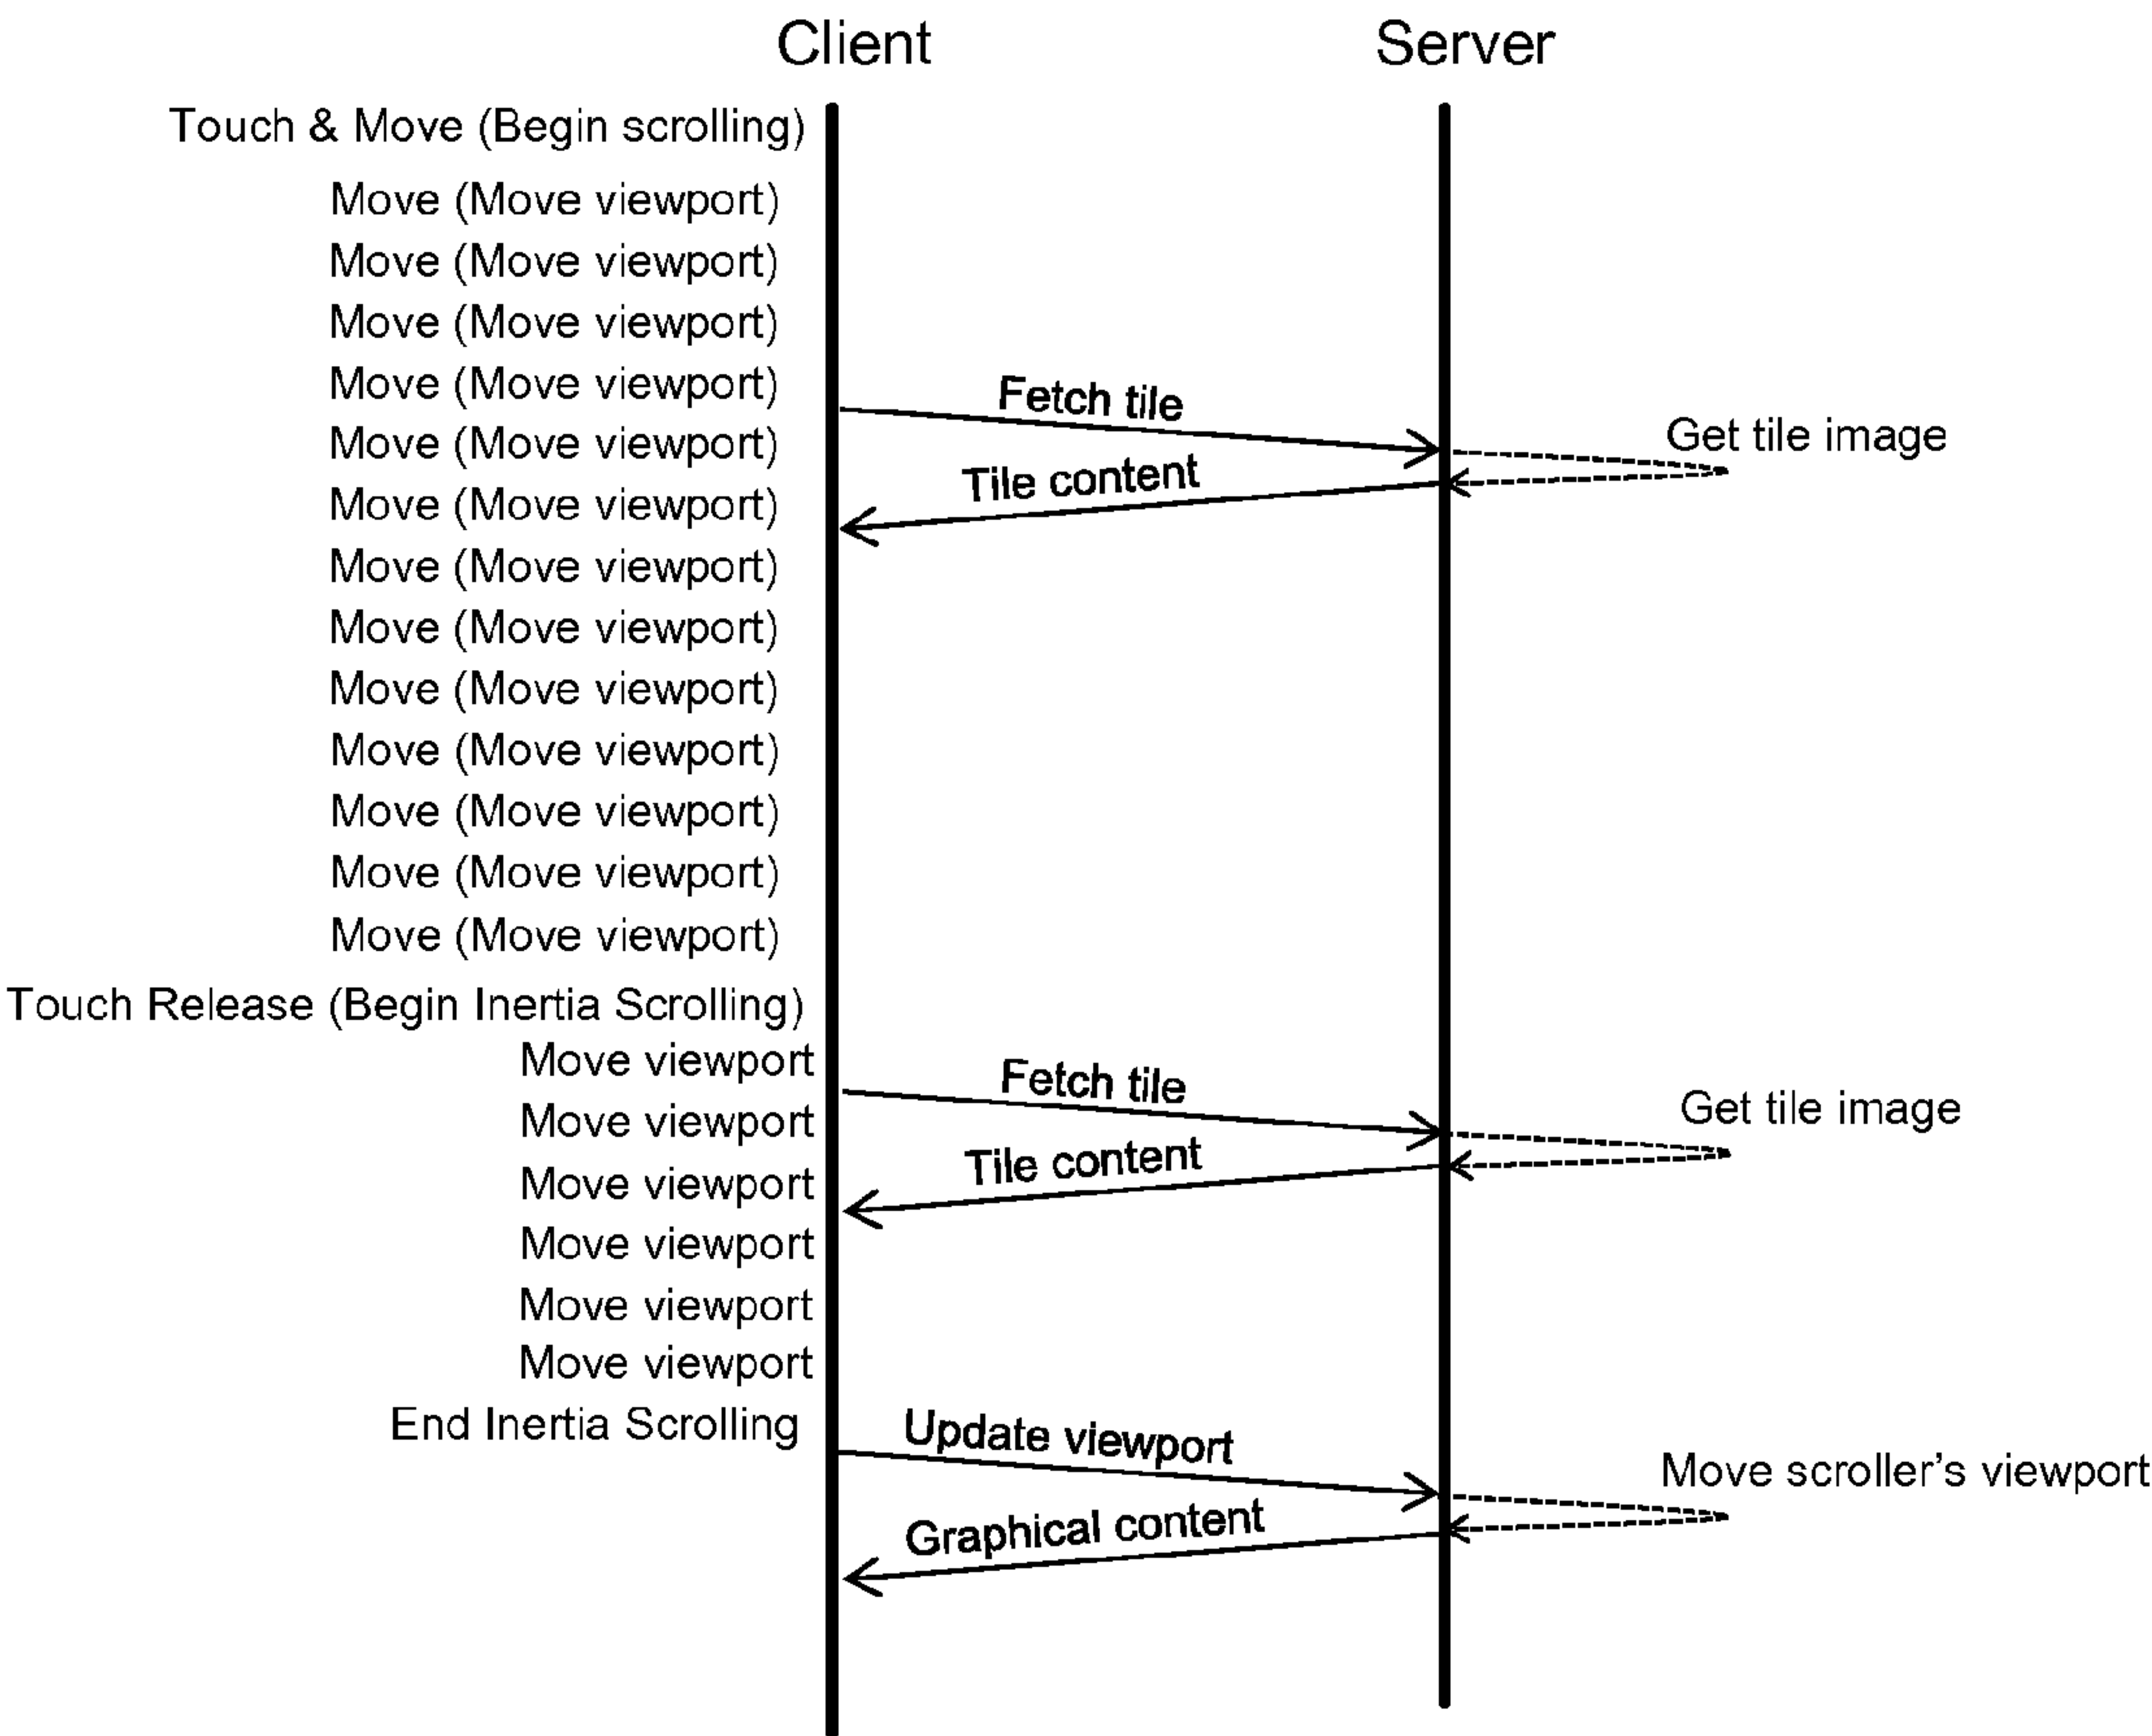 Client
Server
Touch & Move (Begin scrolling)
Move (Move viewport)
Move (Move viewport)
Move (Move viewport)
Move (Move viewport)
Fetch tile
Get tile image
Move (Move viewport)
Tile content
Move (Move viewport)
Move (Move viewport)
Move (Move viewport)
Move (Move viewport)
Move (Move viewport)
Move (Move viewport)
Move (Move viewport)
Move (Move viewport)
Touch Release (Begin Inertia Scrolling)
Move viewport
Fetch tile
Get tile image
Move viewport
Tile content
Move viewport
Move viewport
Move viewport
Move viewport
End Inertia Scrolling
Update viewport
Move scroller's viewport
Graphical content